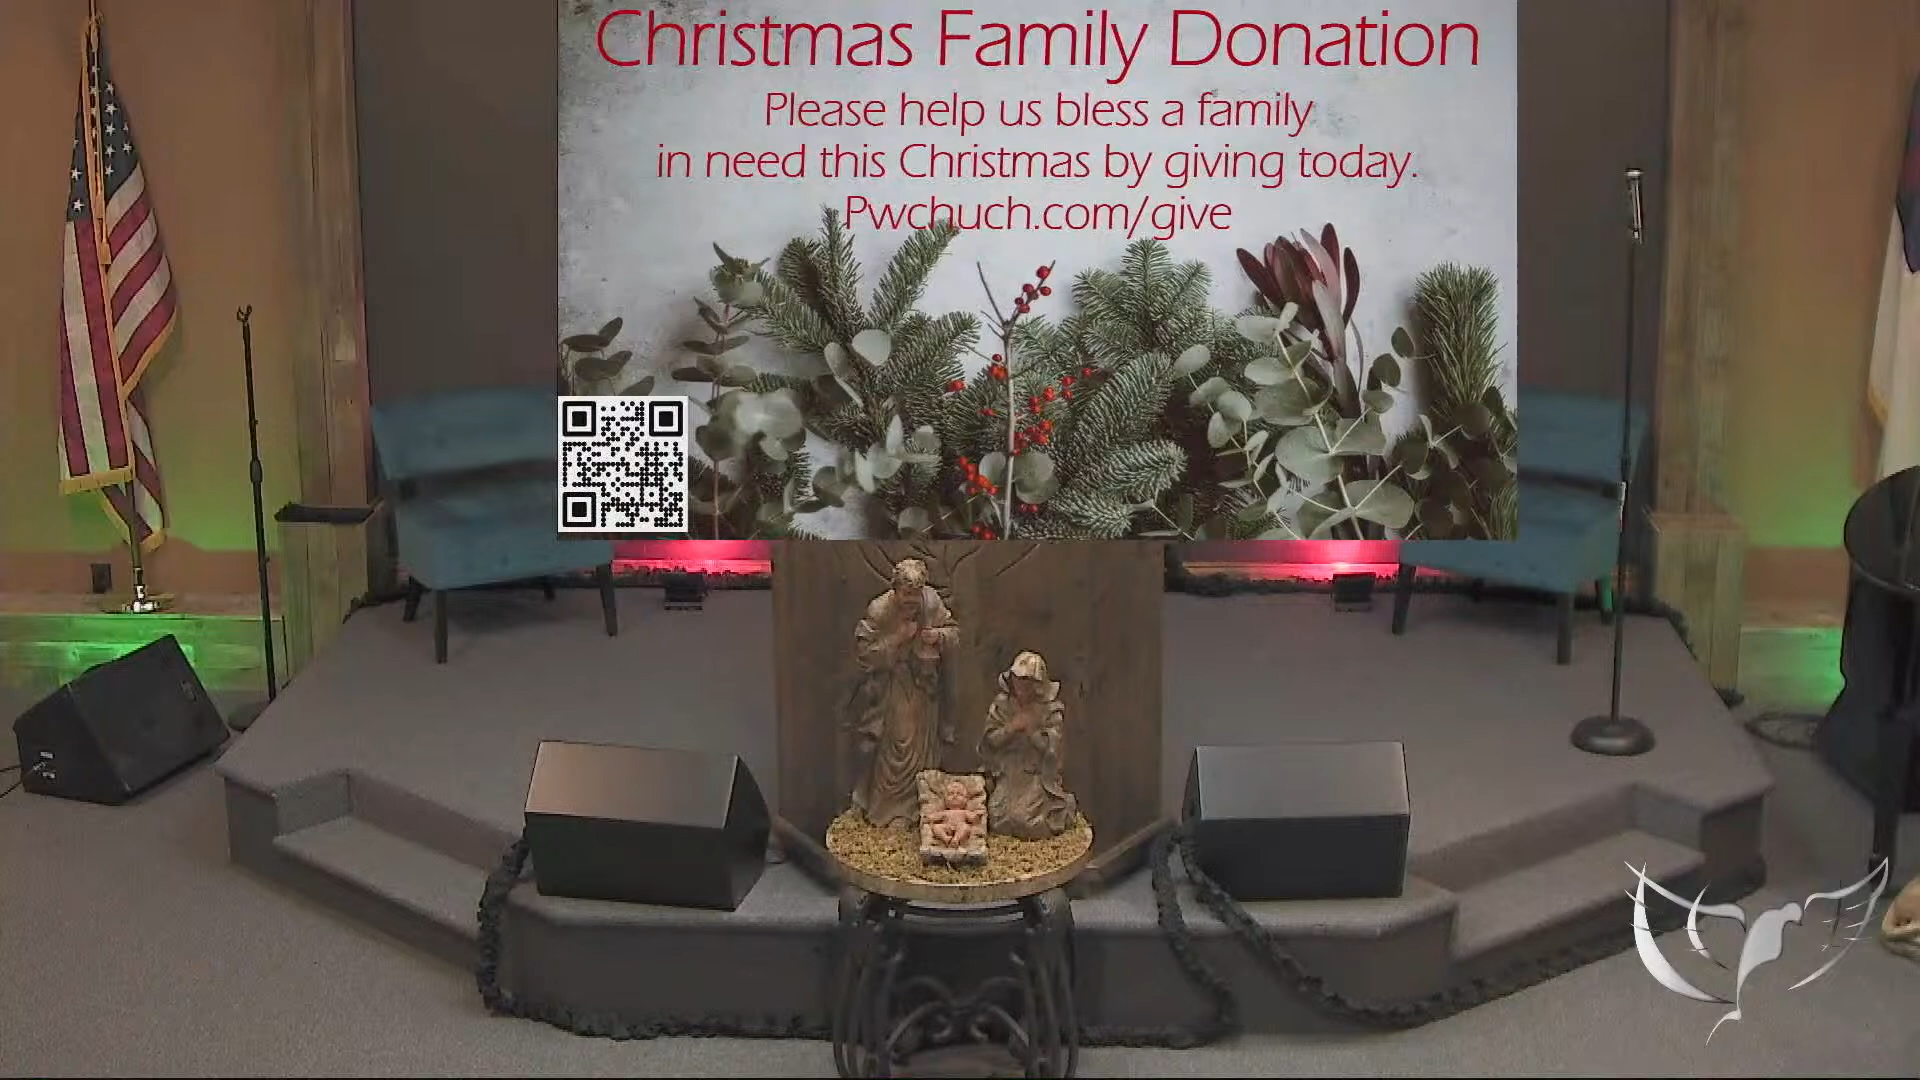 Christmas Family Donation
Please help us bless a family
in need this Christmas by giving today.
Pwchuch.com/give